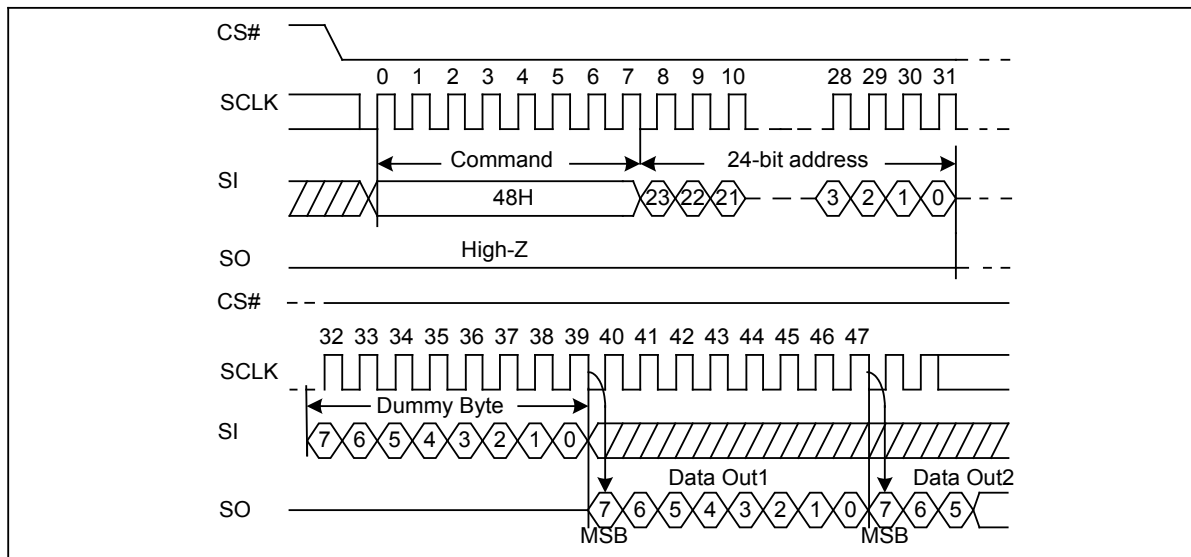 CS#
0 1 2 3 4 5 6 7 8 9 10 28 29 30 31
SCLK
Command 24-bit address
SI
48H 23 22 21 3 2 1 0
High-Z
SO
CS#
32 33 34 35 36 37 38 39 40 41 42 43 44 45 46 47
SCLK
Dummy Byte
SI
7 6 5 4 3 2 1 0
Data Out1 Data Out2
SO
7 6 5 4 3 2 1 0 7 6 5
MSB MSB